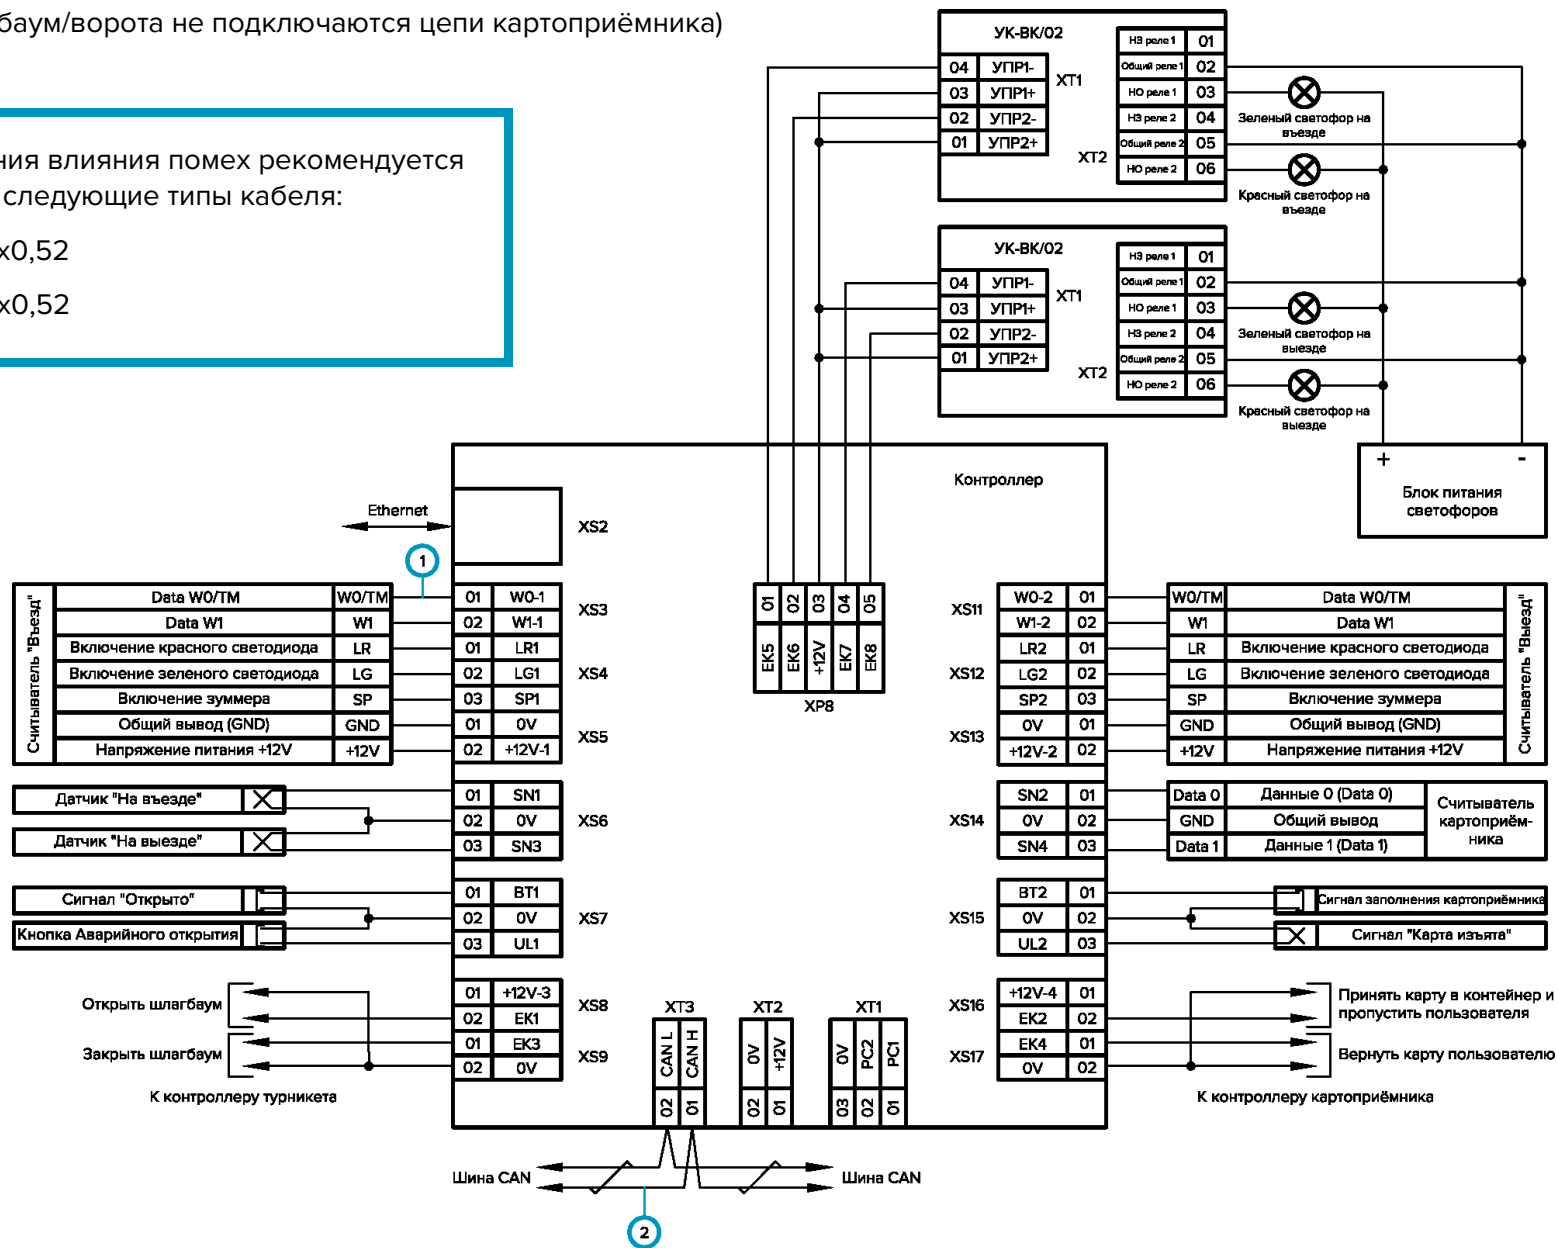 баум/ворота не подключаются цепи картоприёмника)
ния влияния помех рекомендуется
следующие типы кабеля:
х0,52
х0,52
УК-ВК/02
04 УПР1-
03 УПР1+
02 УПР2-
01 УПР2+
XT1
XT2
НЗ реле 1 01
Общий реле 1 02
НО реле 1 03
НЗ реле 2 04
Общий реле 2 05
НО реле 2 06
Зеленый светофор на
въезде
Красный светофор на
въезде
УК-ВК/02
04 УПР1-
03 УПР1+
02 УПР2-
01 УПР2+
XT1
XT2
НЗ реле 1 01
Общий реле 1 02
НО реле 1 03
НЗ реле 2 04
Общий реле 2 05
НО реле 2 06
Зеленый светофор на
выезде
Красный светофор на
выезде
+ -
Блок питания
светофоров
Контроллер
Ethernet
XS2
1
Считыватель "Въезд"
Data W0/TM W0/TM 01 W0-1
Data W1 W1 02 W1-1
XS3
Включение красного светодиода LR 01 LR1
Включение зеленого светодиода LG 02 LG1
Включение зуммера SP 03 SP1
XS4
Общий вывод (GND) GND 01 0V
Напряжение питания +12V +12V 02 +12V-1
XS5
01 02 03 04 05
EK5 EK6 +12V EK7 EK8
XP8
XS11
W0-2 01 W0/TM Data W0/TM
W1-2 02 W1 Data W1
XS12
LR2 01 LR Включение красного светодиода
LG2 02 LG Включение зеленого светодиода
SP2 03 SP Включение зуммера
XS13
0V 01 GND Общий вывод (GND)
+12V-2 02 +12V Напряжение питания +12V
Считыватель "Выезд"
Датчик "На въезде"
Датчик "На выезде"
01 SN1
02 0V
03 SN3
XS6
XS14
SN2 01 Data 0 Данные 0 (Data 0)
0V 02 GND Общий вывод
SN4 03 Data 1 Данные 1 (Data 1)
Считыватель
картоприём-
ника
Сигнал "Открыто"
Кнопка Аварийного открытия
01 BT1
02 0V
03 UL1
XS7
XS15
BT2 01
0V 02
UL2 03
Сигнал заполнения картоприёмника
Сигнал "Карта изъята"
Открыть шлагбаум
Закрыть шлагбаум
К контроллеру турникета
01 +12V-3
02 EK1
XS8
01 EK3
02 0V
XS9
XT3
CAN L CAN H
02 01
XT2
0V +12V
02 01
XT1
0V PC2 PC1
03 02 01
XS16
+12V-4 01
EK2 02
XS17
EK4 01
0V 02
Принять карту в контейнер и
пропустить пользователя
Вернуть карту пользователю
К контроллеру картоприёмника
Шина CAN
Шина CAN
2